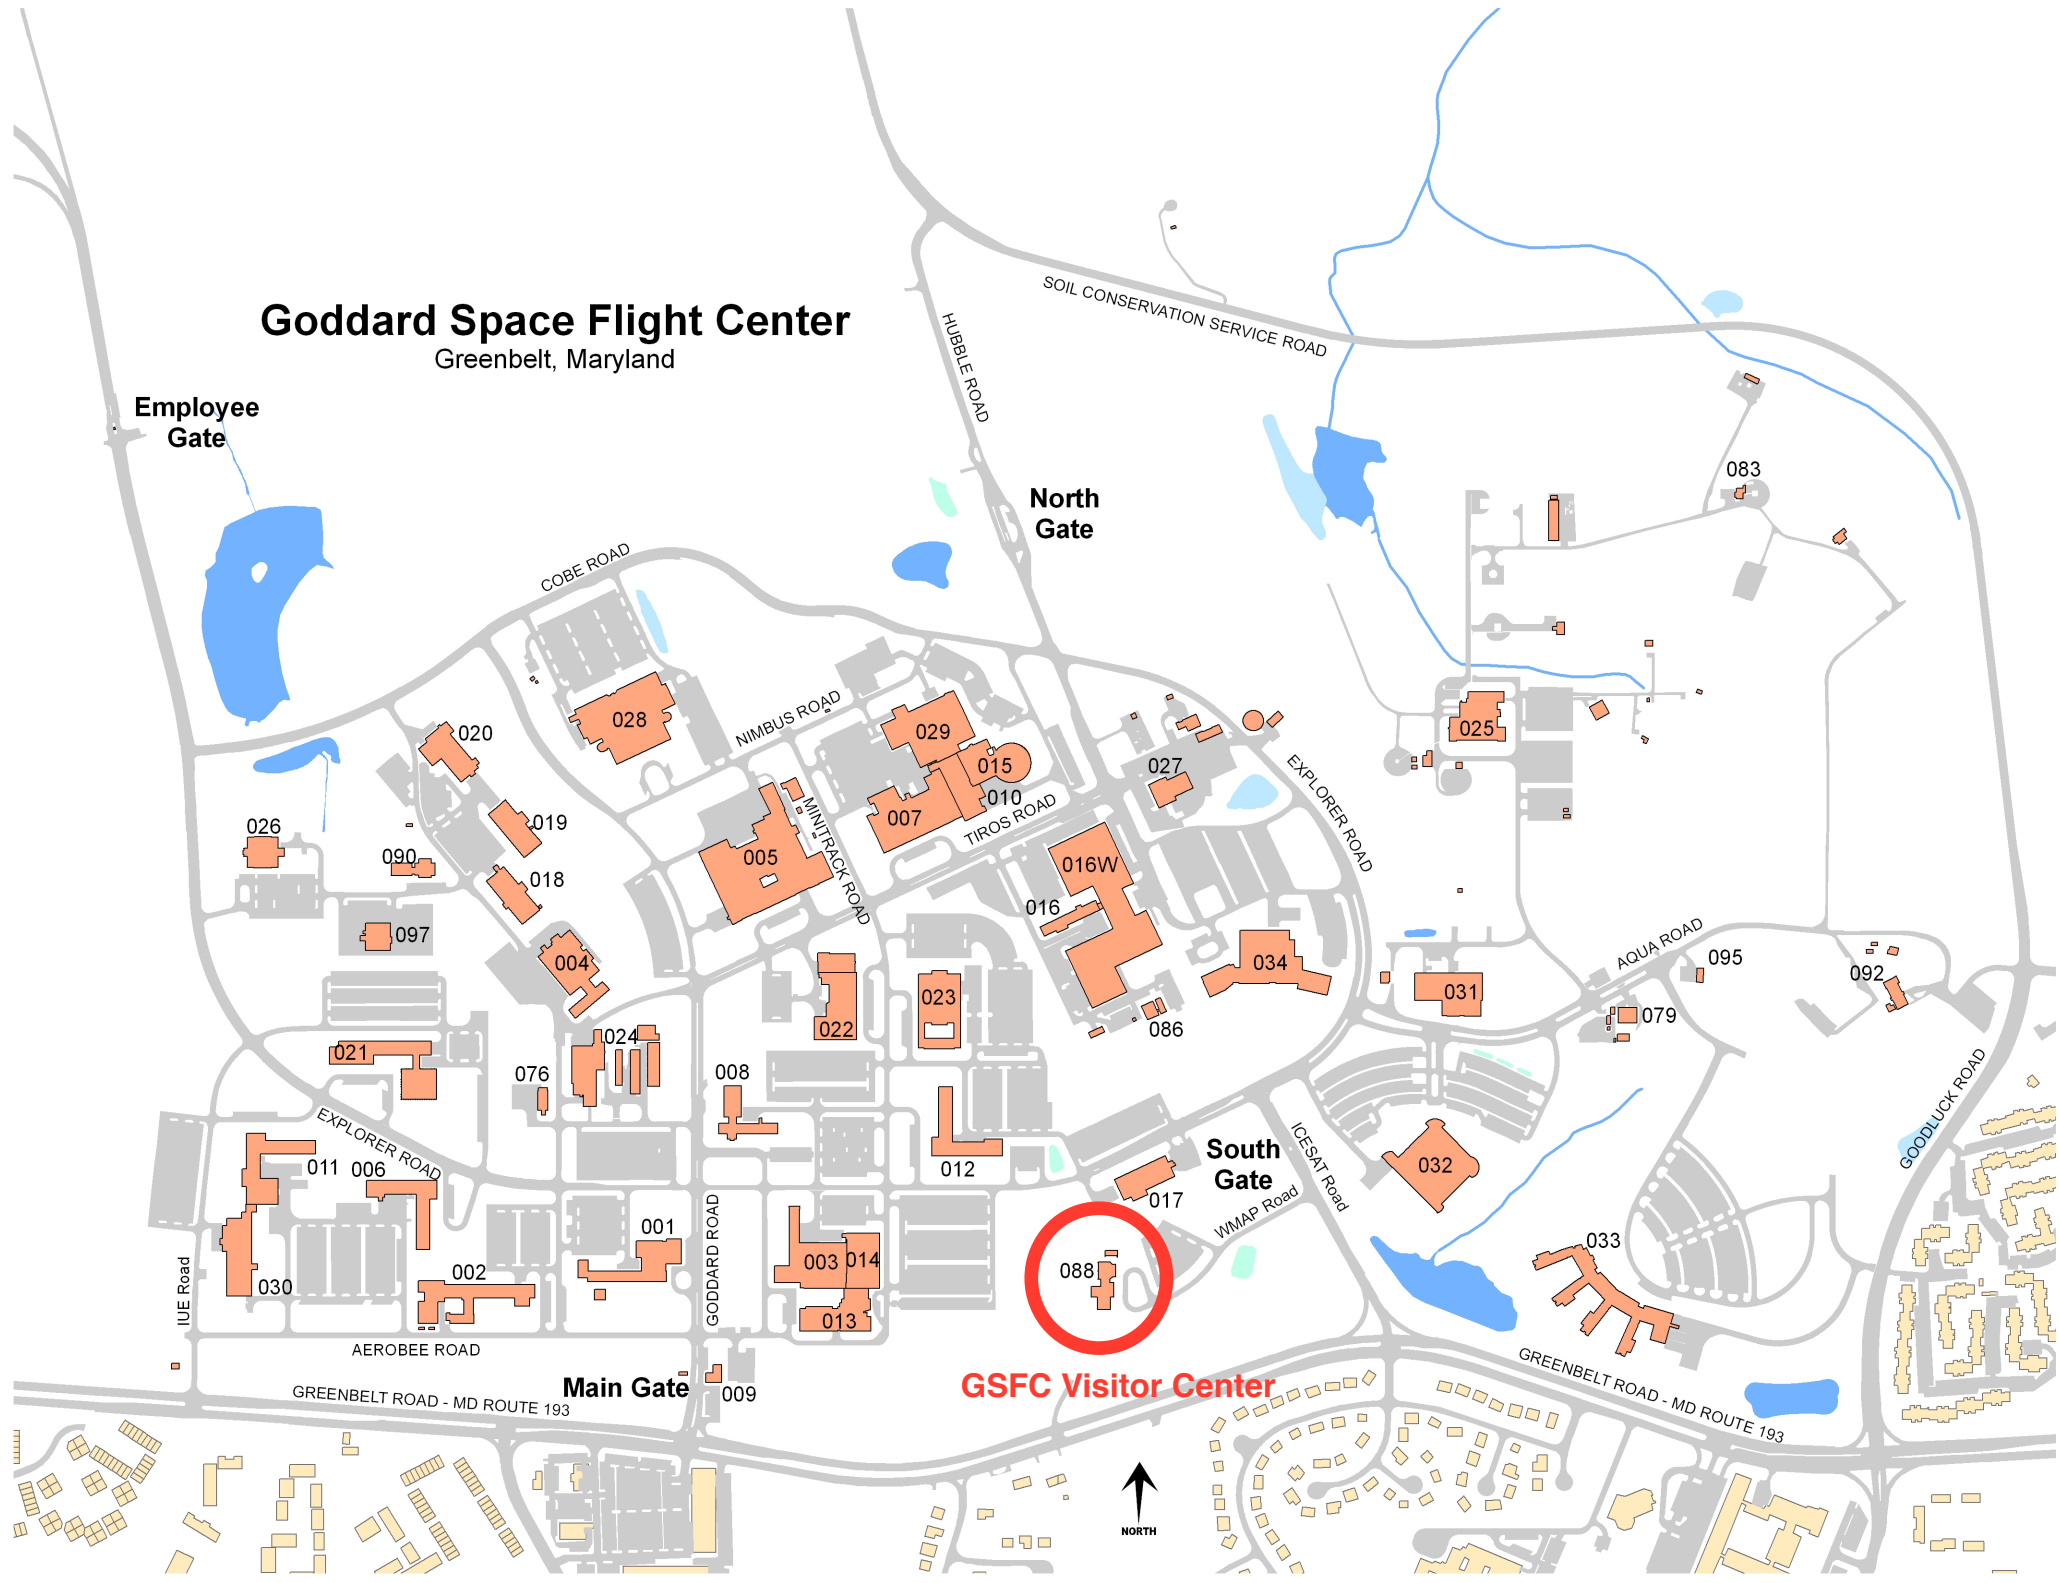 Goddard Space Flight Center
Greenbelt, Maryland
SOIL CONSERVATION SERVICE ROAD
HUBBLE ROAD
Employee
Gate
North
Gate
083
COBE ROAD
028
NIMBUS ROAD
020
029
015
025
027
EXPLORER ROAD
010
007
TIROS ROAD
MINITRACK ROAD
026
019
090
005
016W
018
016
097
004
034
AQUA ROAD
095
092
031
023
022
086
079
024
021
076
008
EXPLORER ROAD
011
006
012
South
Gate
ICESAT Road
032
GOODLUCK ROAD
017
WMAP Road
GODDARD ROAD
001
003
014
088
033
IUE Road
030
002
013
AEROBEE ROAD
Main Gate
009
GSFC Visitor Center
GREENBELT ROAD - MD ROUTE 193
GREENBELT ROAD - MD ROUTE 193
NORTH